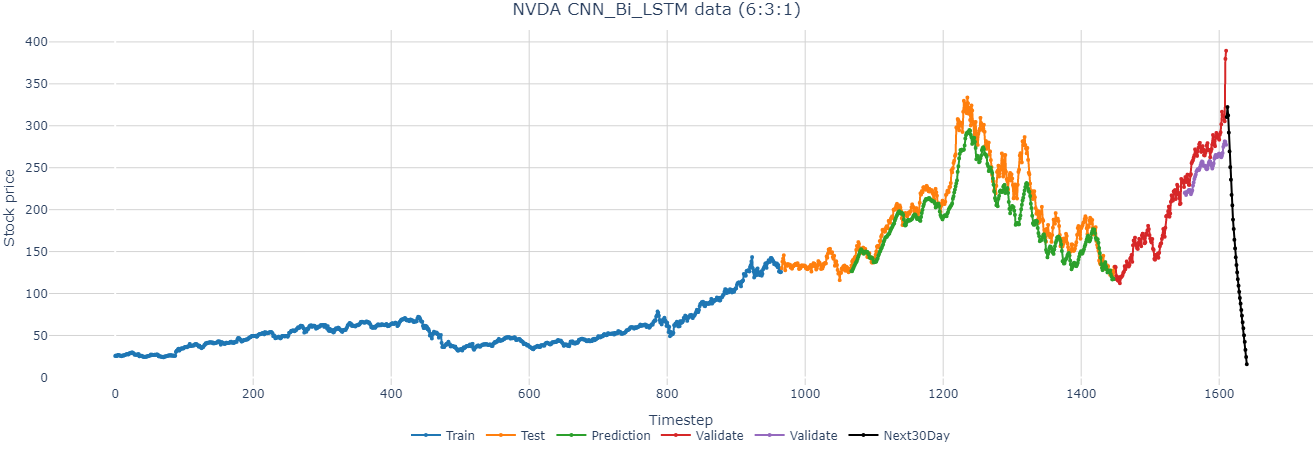 NVDA CNN_Bi_LSTM data (6:3:1)
400
350
300
250
200
150
100
50
0
Stock price
0 200 400 600 800 1000 1200 1400 1600
Timestep
Train Test Prediction Validate Validate Next30Day